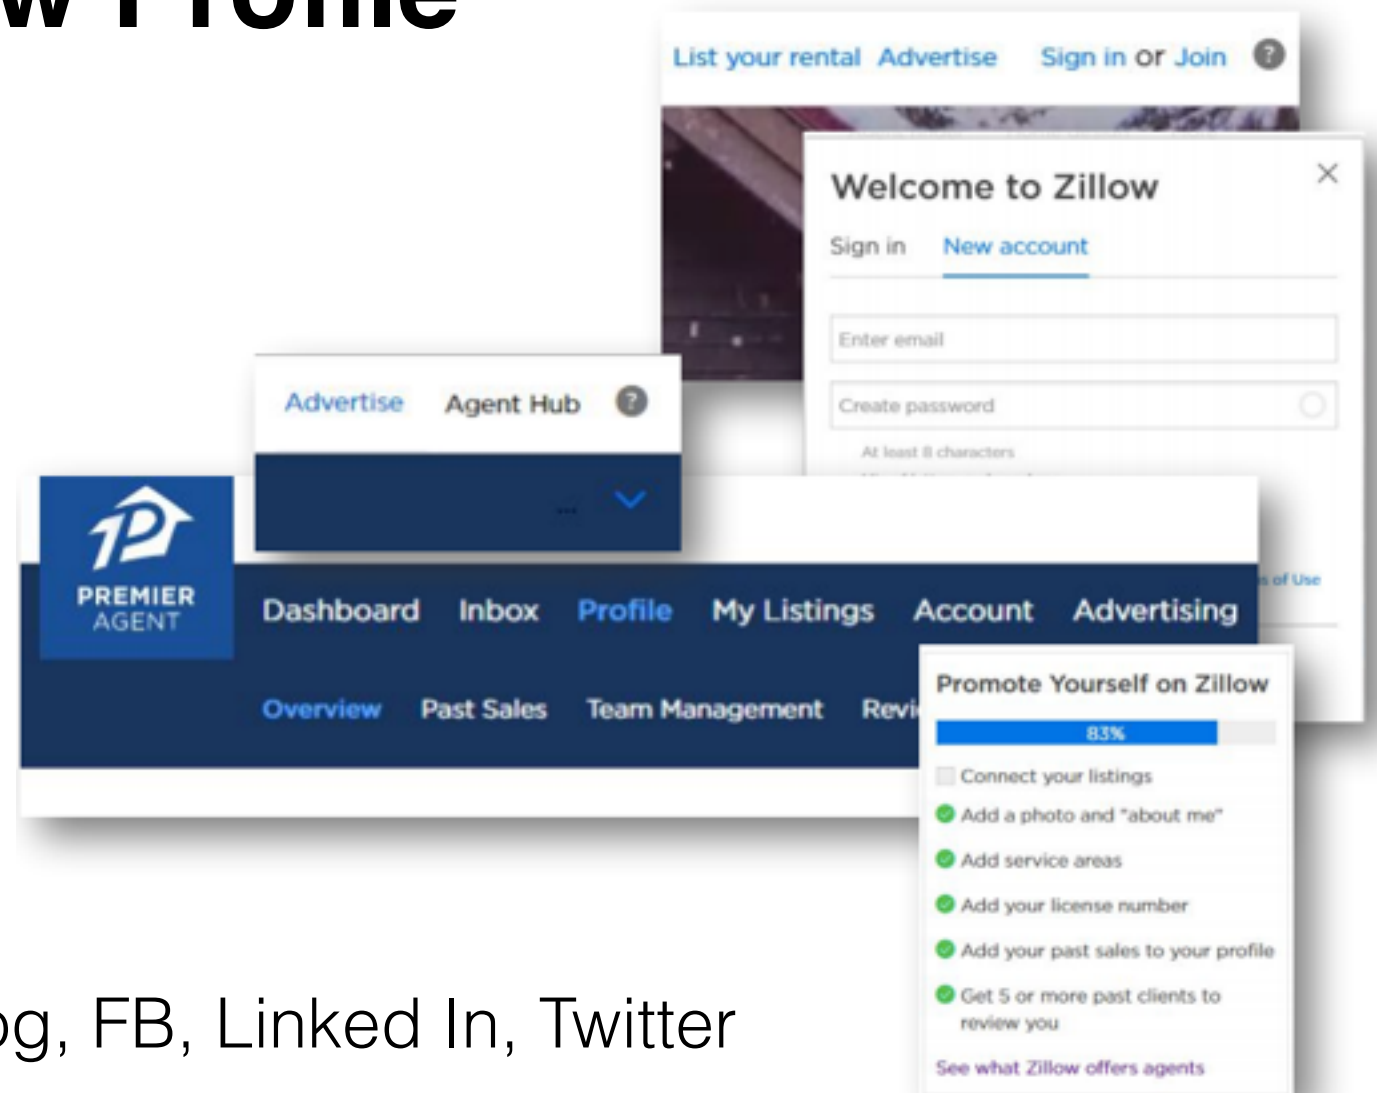 w Profile
List your rental Advertise Sign in or Join ?
Welcome to Zillow
Sign in New account
Enter email
Create password
At least 8 characters
Advertise Agent Hub ?
...
PREMIER
AGENT
of Use
Dashboard Inbox Profile My Listings Account Advertising
Overview Past Sales Team Management Revi
Promote Yourself on Zillow
83%
Connect your listings
Add a photo and "about me"
Add service areas
Add your license number
Add your past sales to your profile
Get 5 or more past clients to
review you
See what Zillow offers agents
og, FB, Linked In, Twitter